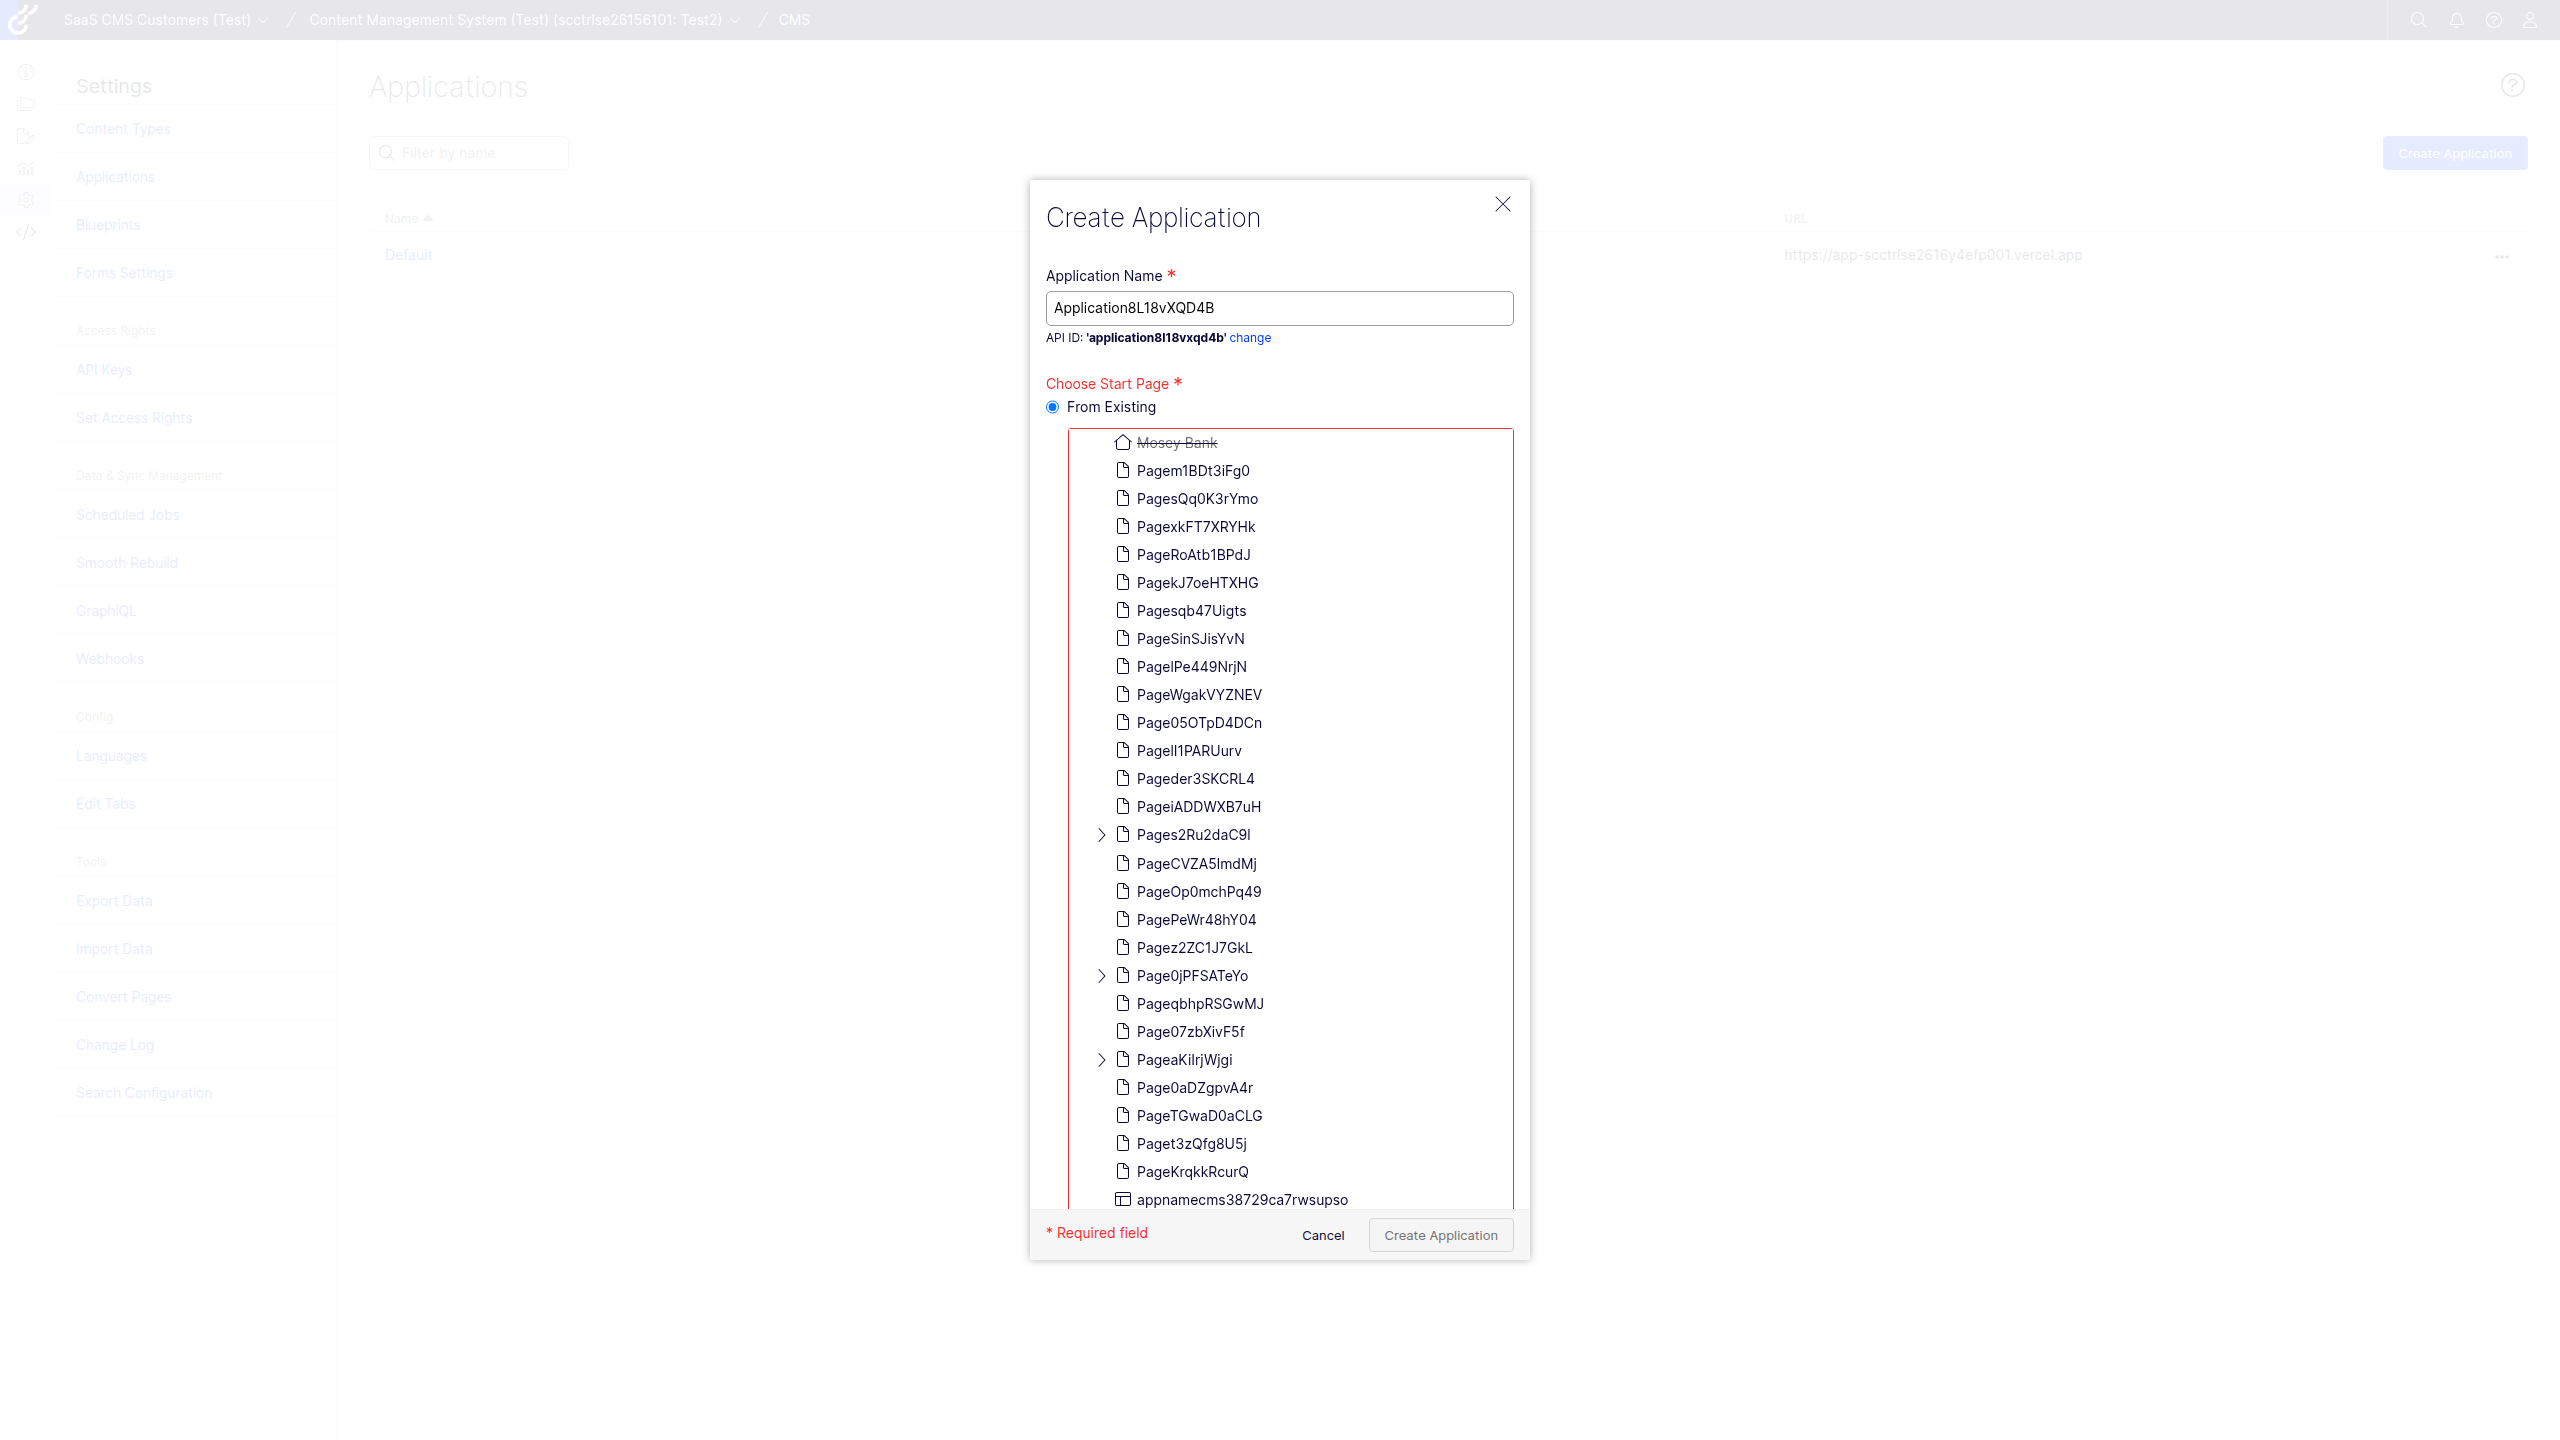 SaaS CMS Customers (Test) / Content Management System (Test) (scctrlse26156101: Test2) / CMS
Settings
Content Types
Applications
Blueprints
Forms Settings
Access Rights
API Keys
Set Access Rights
Data & Sync Management
Scheduled Jobs
Smooth Rebuild
GraphiQL
Webhooks
Config
Languages
Edit Tabs
Tools
Export Data
Import Data
Convert Pages
Change Log
Search Configuration
Applications
Filter by name
Create Application
Name
URL
Default
https://app-scctrlse2616y4efp001.vercel.app
Create Application
Application Name *
Application8L18vXQD4B
API ID: 'application8l18vxqd4b' change
Choose Start Page *
From Existing
Mosey Bank
Pagem1BDt3iFg0
PagesQq0K3rYmo
PagexkFT7XRYHk
PageRoAtb1BPdJ
PagekJ7oeHTXHG
Pagesqb47Uigts
PageSinSJisYvN
PagelPe449NrjN
PageWgakVYZNEV
Page05OTpD4DCn
Pagell1PARUurv
Pageder3SKCRL4
PageiADDWXB7uH
Pages2Ru2daC9I
PageCVZA5lmdMj
PageOp0mchPq49
PagePeWr48hY04
Pagez2ZC1J7GkL
Page0jPFSATeYo
PageqbhpRSGwMJ
Page07zbXivF5f
PageaKilrjWjgi
Page0aDZgpvA4r
PageTGwaD0aCLG
Paget3zQfg8U5j
PageKrqkkRcurQ
appnamecms38729ca7rwsupso
* Required field
Cancel
Create Application